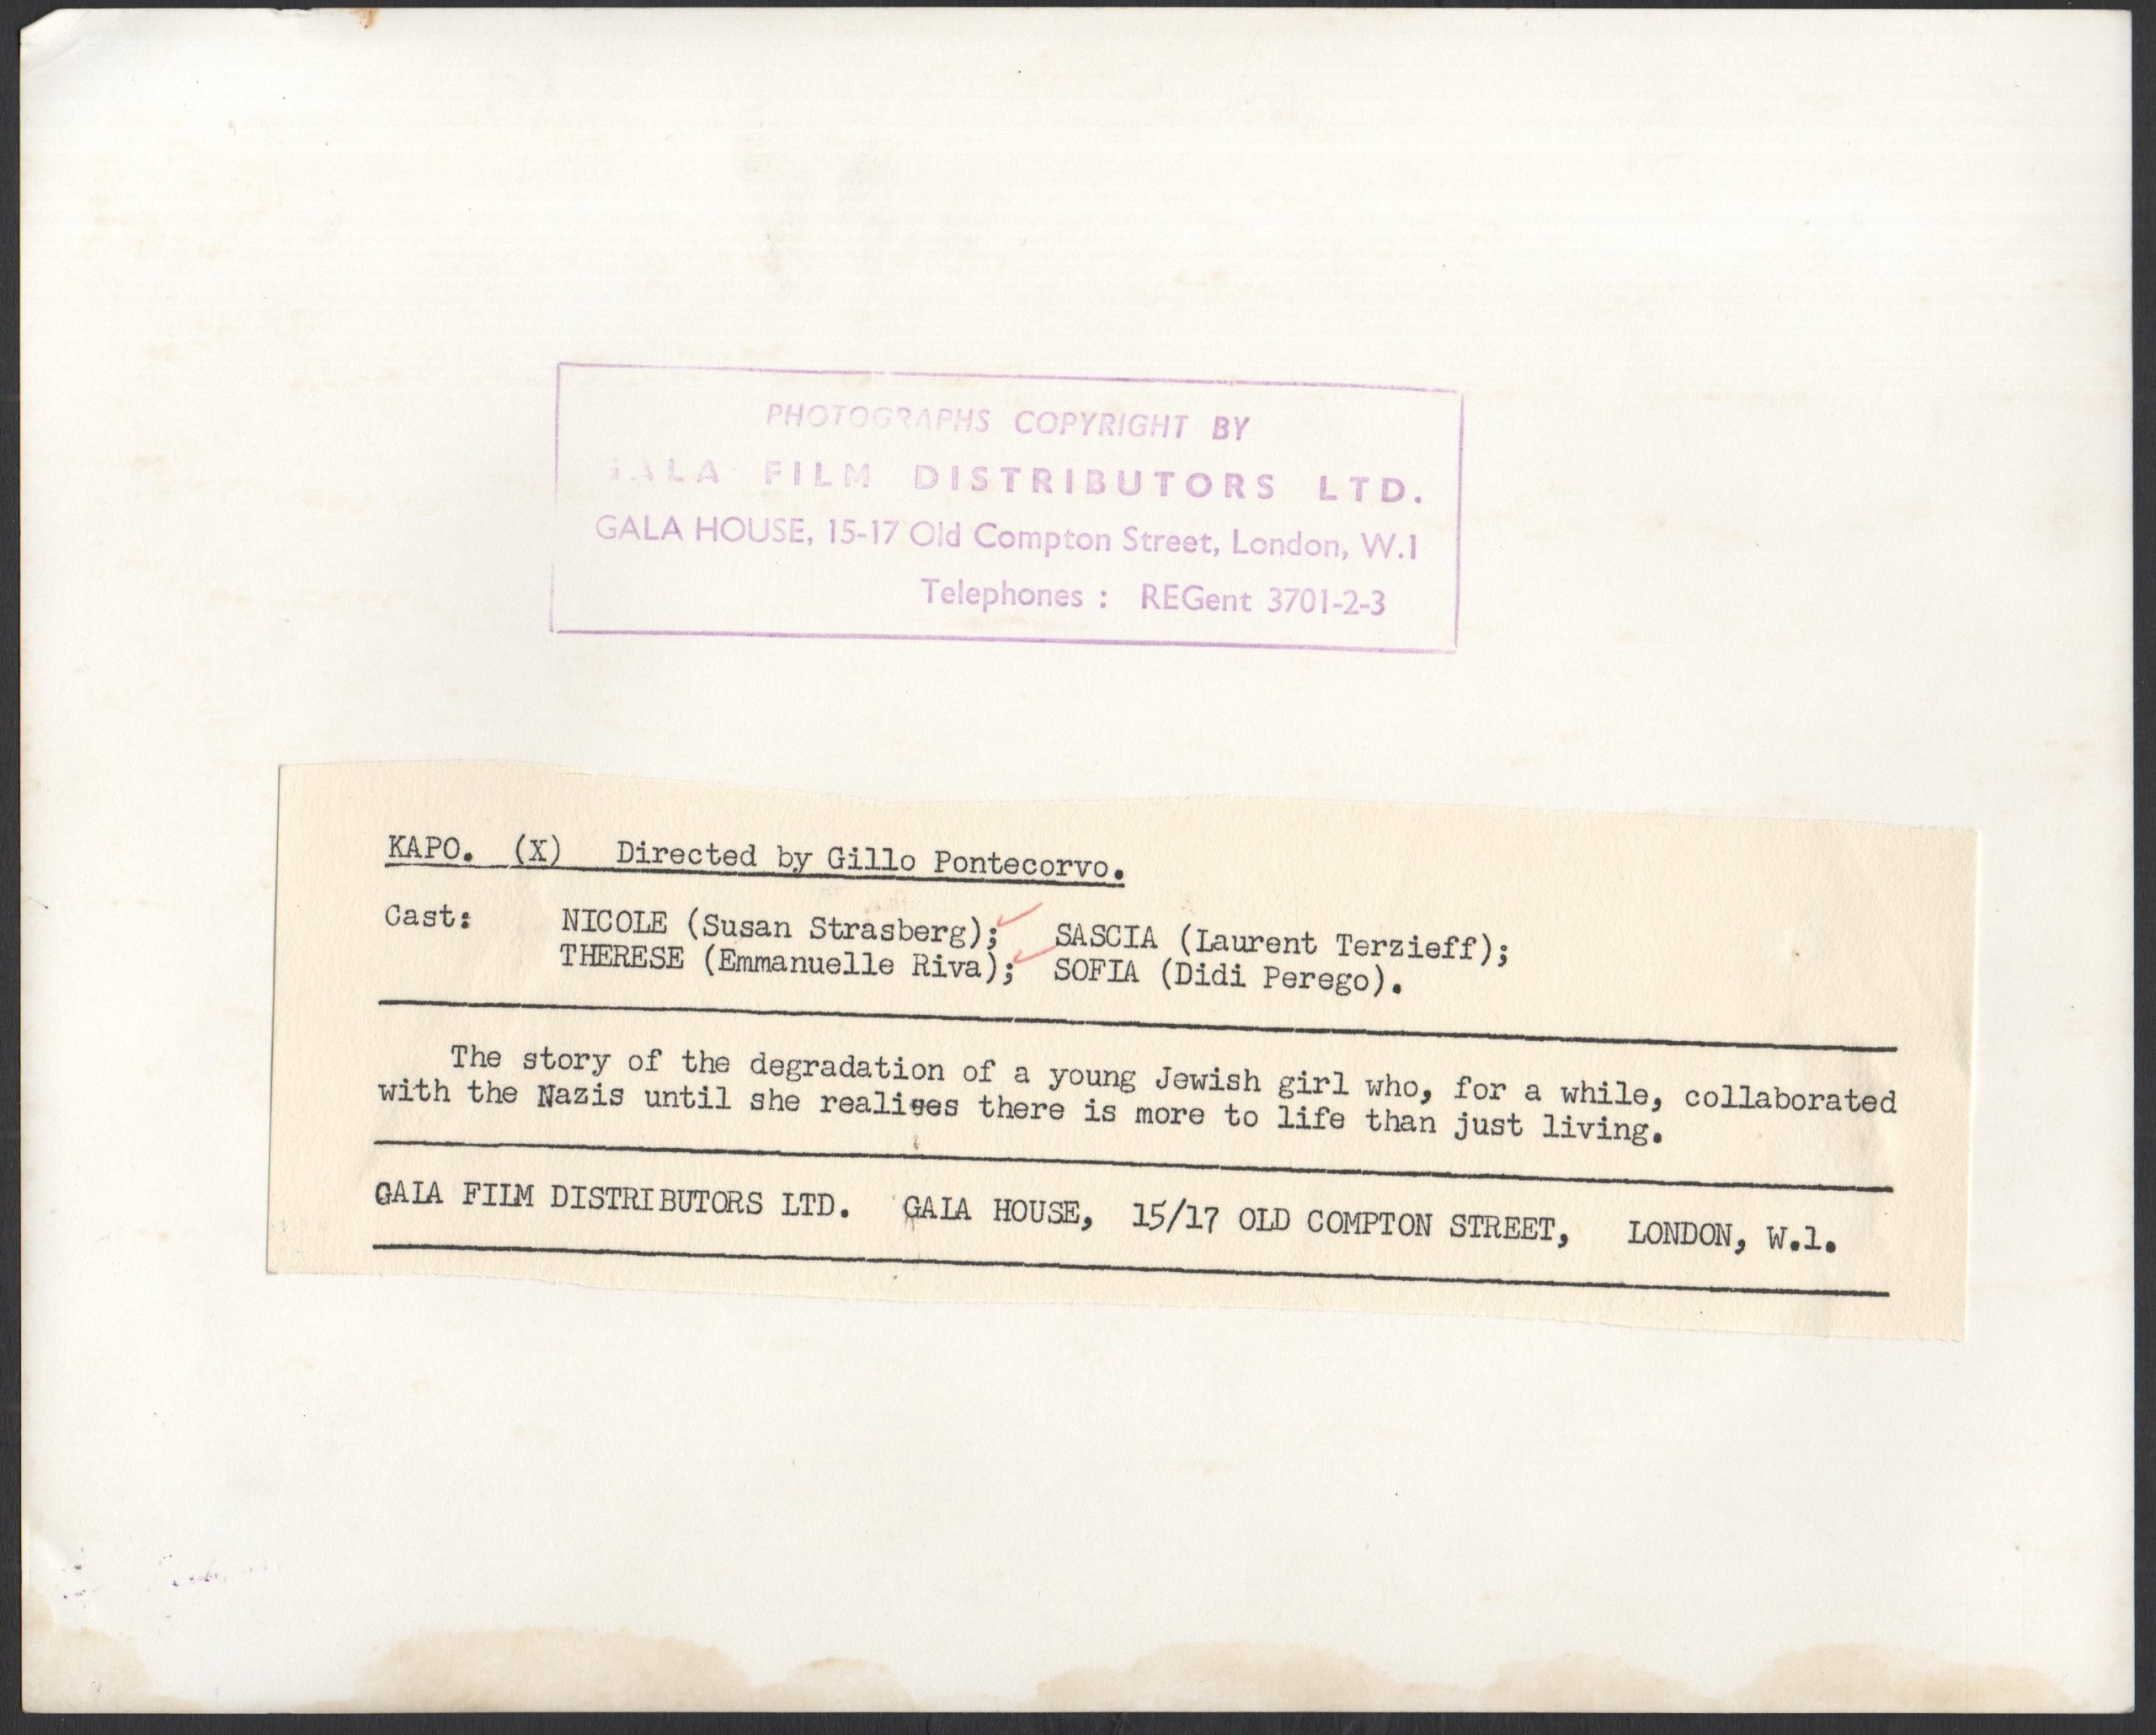 PHOTOGRAPHS COPYRIGHT BY
GALA FILM DISTRIBUTORS LTD.
GALA HOUSE, 15-17 Old Compton Street, London, W.1
Telephones : REGent 3701-2-3
KAPO. (X) Directed by Gillo Pontecorvo.
Cast: NICOLE (Susan Strasberg); SASCIA (Laurent Terzieff);
THERESE (Emmanuelle Riva); SOFIA (Didi Perego).
The story of the degradation of a young Jewish girl who, for a while, collaborated
with the Nazis until she realises there is more to life than just living.
GALA FILM DISTRIBUTORS LTD. GALA HOUSE, 15/17 OLD COMPTON STREET, LONDON, W.1.